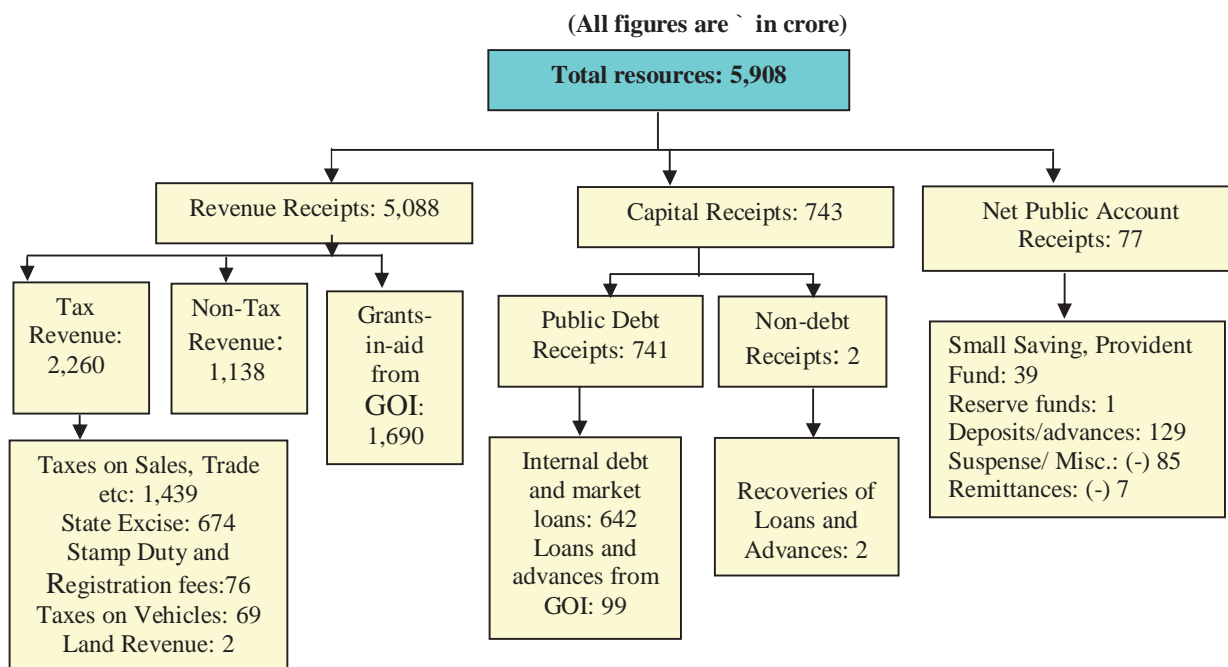 (All figures are ` in crore)
Total resources: 5,908
Revenue Receipts: 5,088
Capital Receipts: 743
Net Public Account
Receipts: 77
Tax
Revenue:
2,260
Non-Tax
Revenue:
1,138
Grants-
in-aid
from
GOI:
1,690
Public Debt
Receipts: 741
Non-debt
Receipts: 2
Small Saving, Provident
Fund: 39
Reserve funds: 1
Deposits/advances: 129
Suspense/ Misc.: (-) 85
Remittances: (-) 7
Taxes on Sales, Trade
etc: 1,439
State Excise: 674
Stamp Duty and
Registration fees:76
Taxes on Vehicles: 69
Land Revenue: 2
Internal debt
and market
loans: 642
Loans and
advances from
GOI: 99
Recoveries of
Loans and
Advances: 2